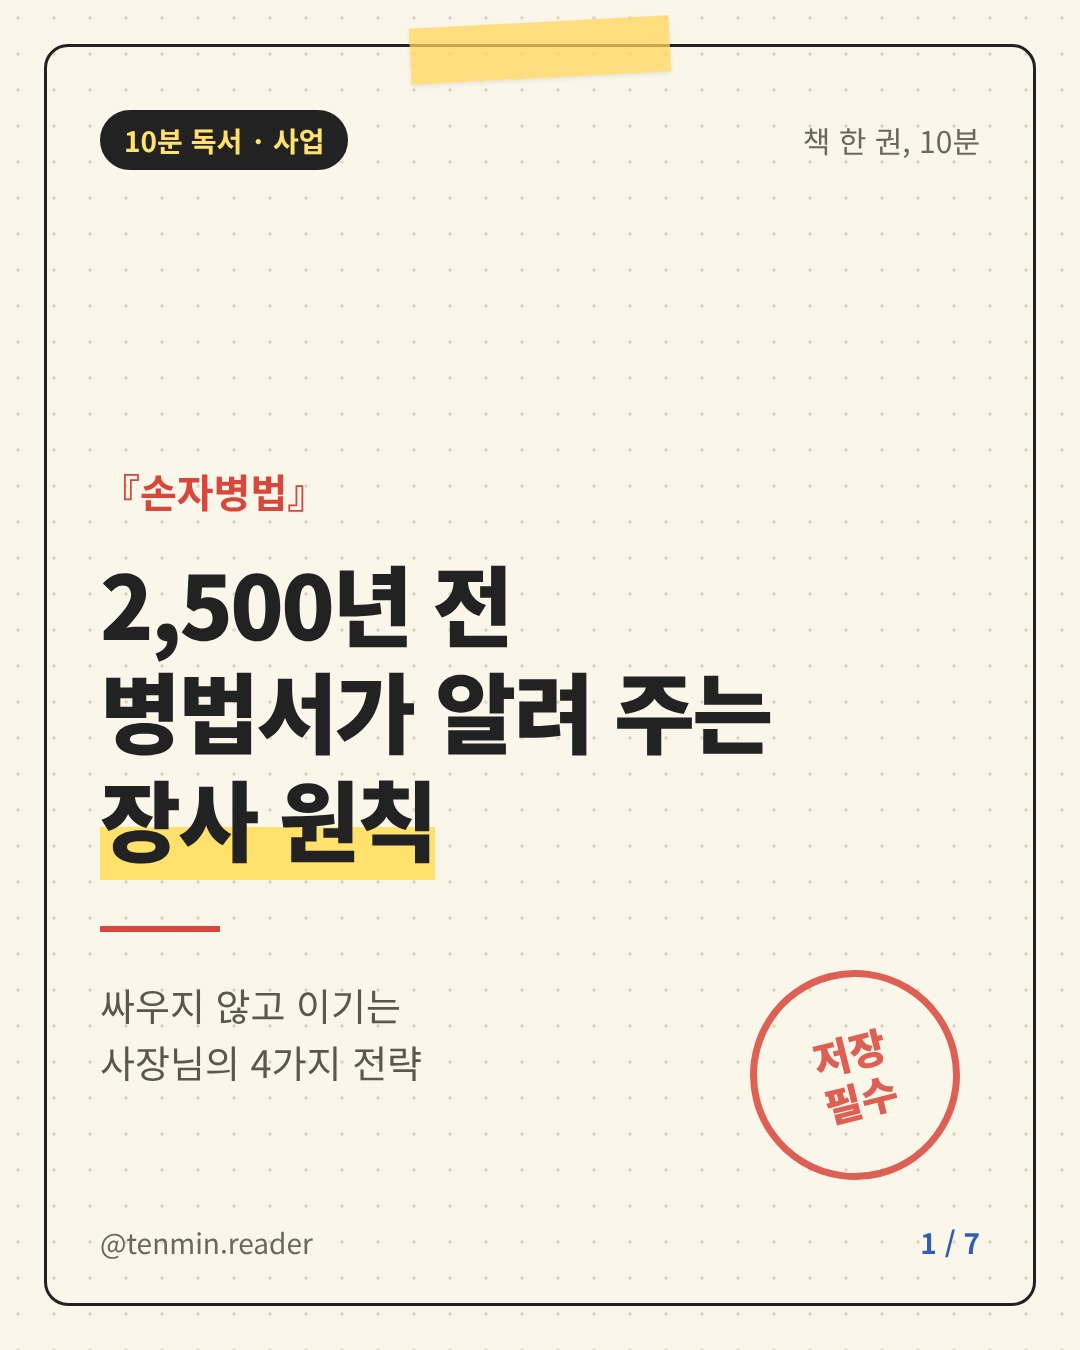 10분 독서 · 사업
책 한 권, 10분
『손자병법』
2,500년 전
병법서가 알려 주는
장사 원칙
싸우지 않고 이기는
사장님의 4가지 전략
저장
필수
@tenmin.reader
1 / 7